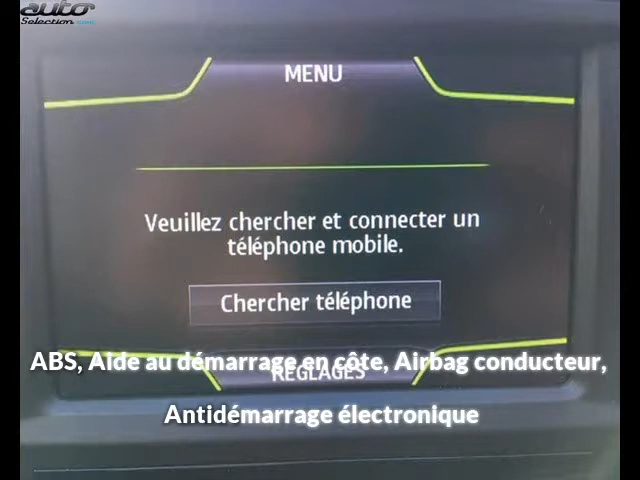 auto
Selection.com
MENU
Veuillez chercher et connecter un
téléphone mobile.
Chercher téléphone
ABS, Aide au démarrage en côte, Airbag conducteur,
RÉGLAGES
Antidémarrage électronique